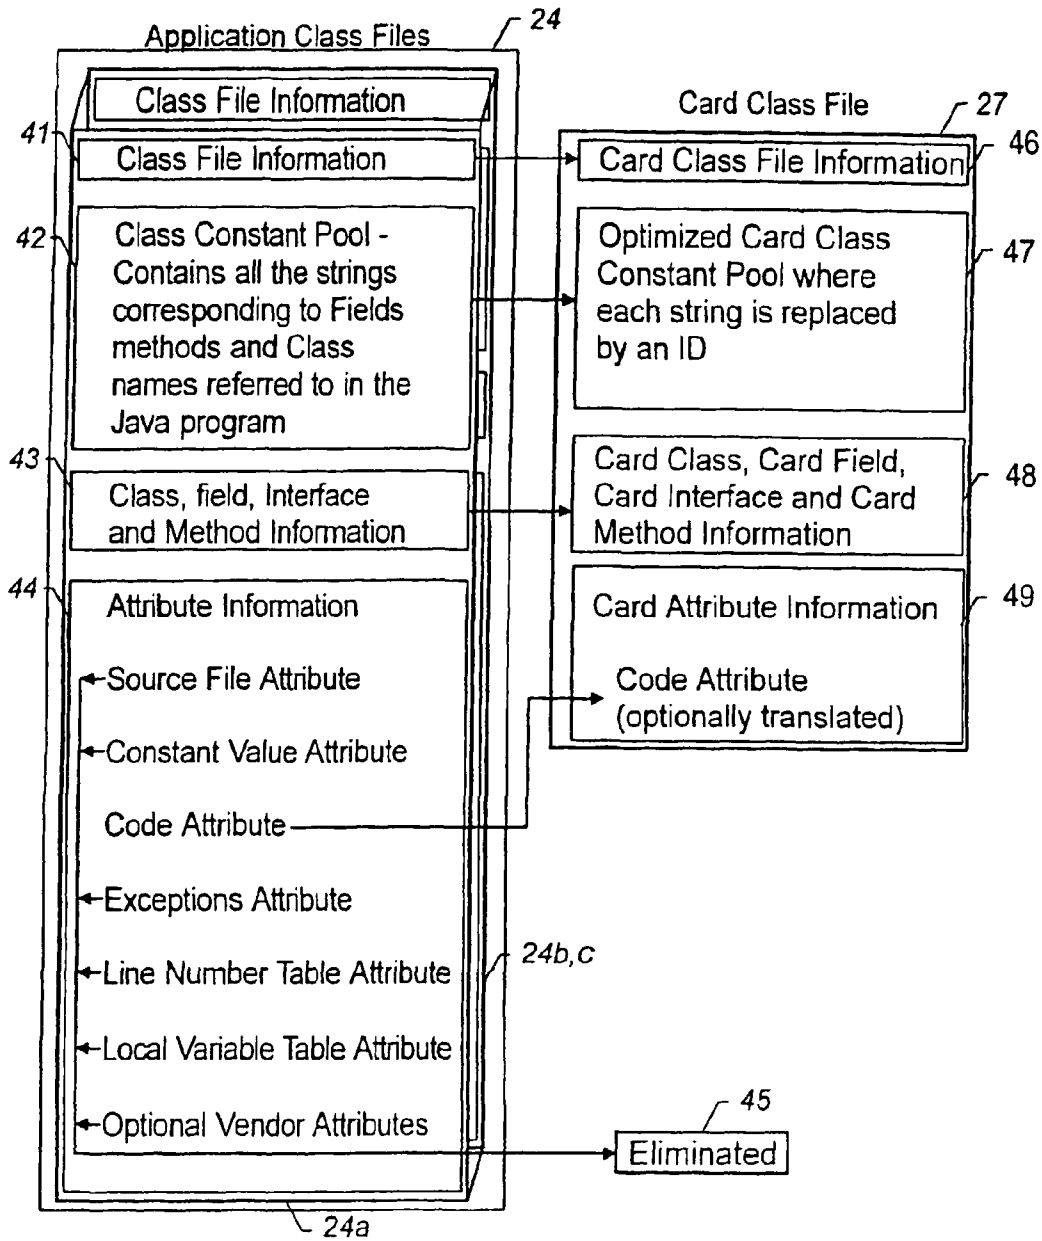 Application Class Files
24
Class File Information
41
Class File Information
42
Class Constant Pool -
Contains all the strings
corresponding to Fields
methods and Class
names referred to in the
Java program
43
Class, field, Interface
and Method Information
44
Attribute Information
Source File Attribute
Constant Value Attribute
Code Attribute
Exceptions Attribute
Line Number Table Attribute
Local Variable Table Attribute
Optional Vendor Attributes
24b,c
24a
Card Class File
27
Card Class File Information
46
Optimized Card Class
Constant Pool where
each string is replaced
by an ID
47
Card Class, Card Field,
Card Interface and Card
Method Information
48
Card Attribute Information
49
Code Attribute
(optionally translated)
45
Eliminated